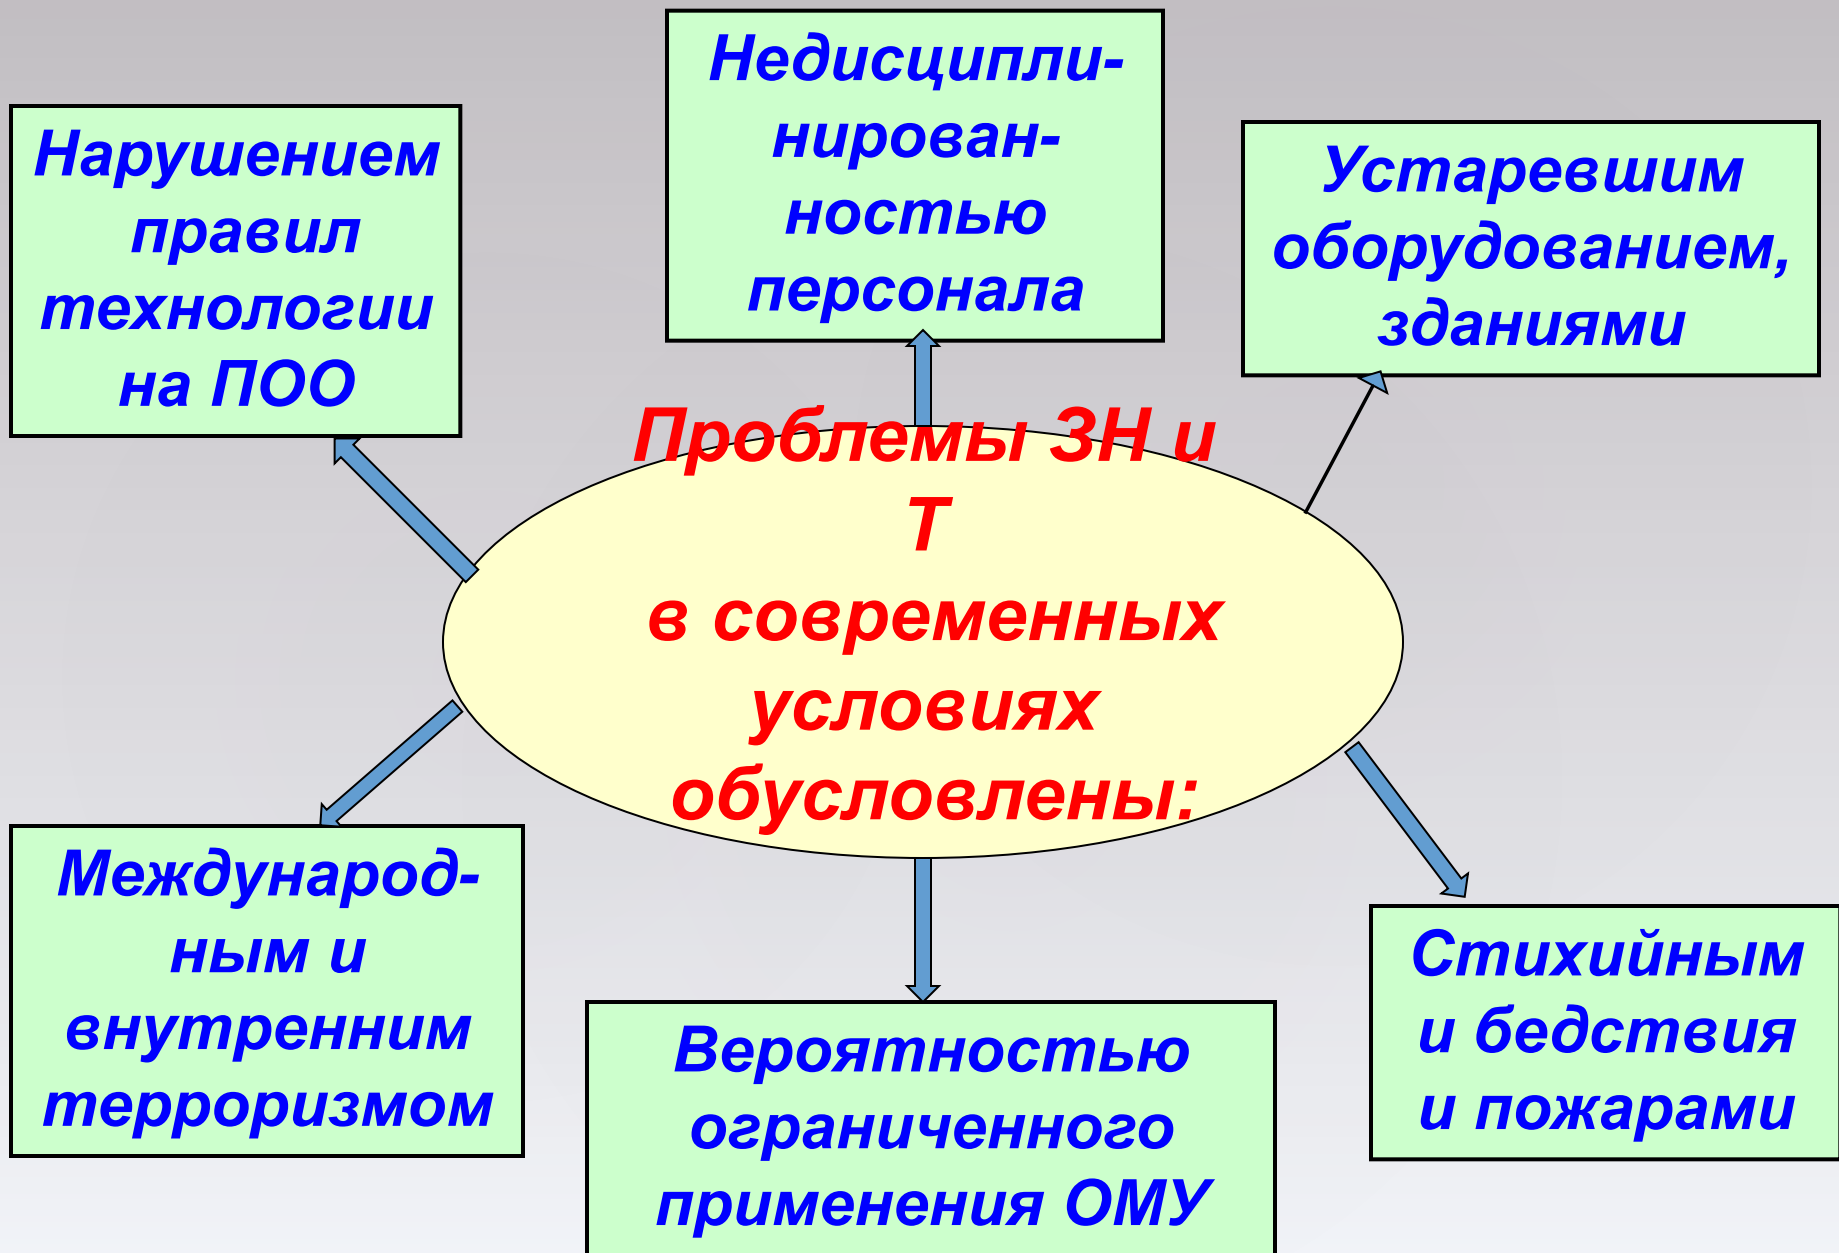 Недисципли-
нирован-
ностью
персонала
Нарушением
правил
технологии
на ПОО
Устаревшим
оборудованием,
зданиями
Проблемы ЗН и
Т
в современных
условиях
обусловлены:
Международ-
ным и
внутренним
терроризмом
Вероятностью
ограниченного
применения ОМУ
Стихийным
и бедствия
и пожарами